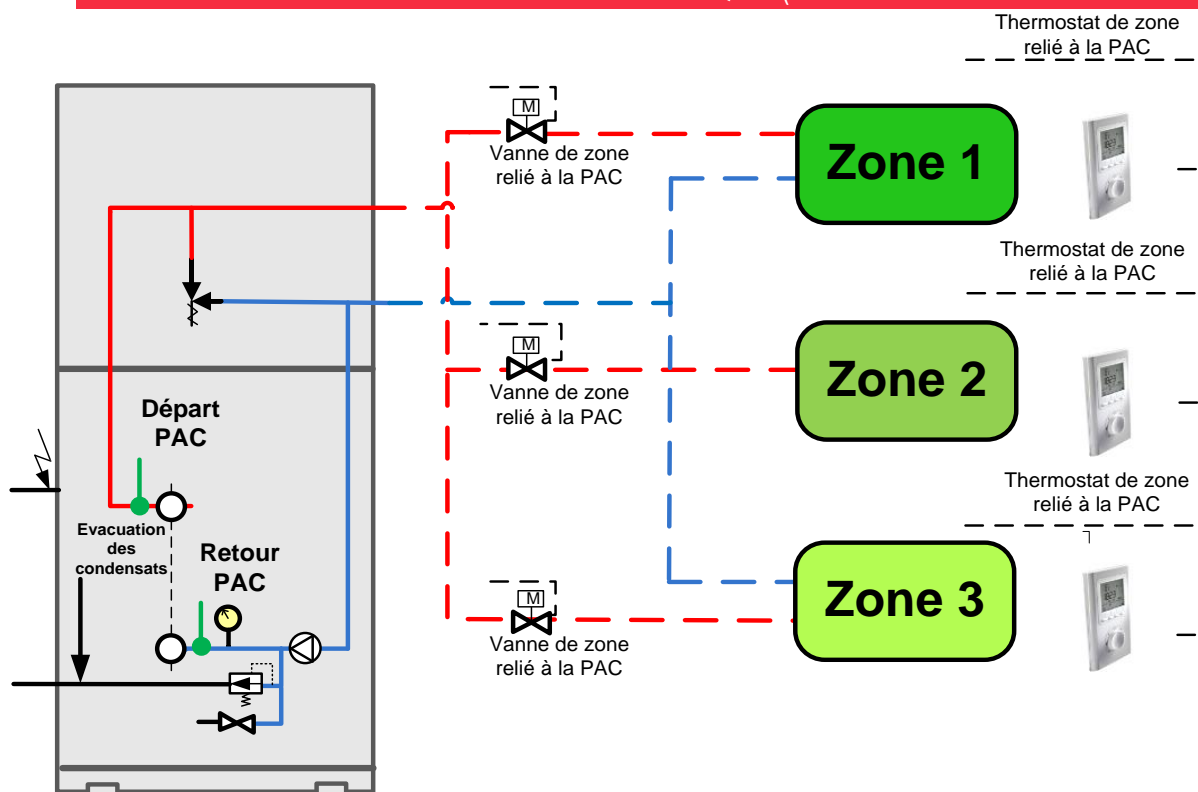 Thermostat de zone
relié à la PAC
M
Vanne de zone
relié à la PAC
Zone 1
Thermostat de zone
relié à la PAC
M
Vanne de zone
relié à la PAC
Zone 2
Départ
PAC
Thermostat de zone
relié à la PAC
Evacuation
des
condensats
Retour
PAC
M
Vanne de zone
relié à la PAC
Zone 3